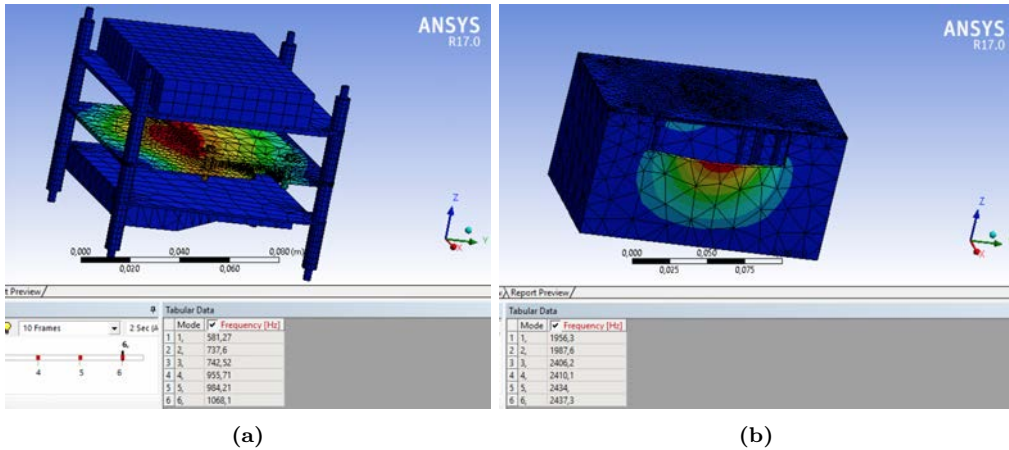 ANSYS
R17.0
0,000 0,040 0,080 (m)
0,020 0,060
Z
Y
X
t Preview
10 Frames 2 Sec (A
6,
4 5 6
Tabular Data
Mode Frequency [Hz]
1 1, 581,27
2 2, 737,6
3 3, 742,52
4 4, 955,71
5 5, 984,21
6 6, 1068,1
(a)
ANSYS
R17.0
0,000 0,050
0,025 0,075
Z
Y
X
Report Preview
Tabular Data
Mode Frequency [Hz]
1 1, 1956,3
2 2, 1987,6
3 3, 2406,2
4 4, 2410,1
5 5, 2434,
6 6, 2437,3
(b)